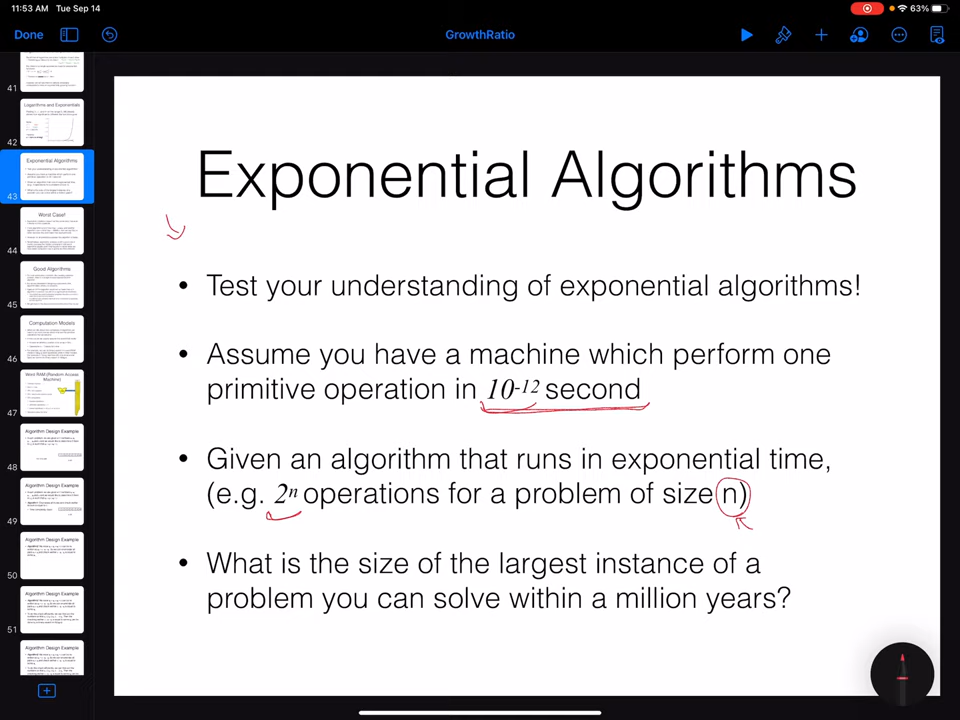 11:53 AM Tue Sep 14
63%
Done
GrowthRatio
41
Logarithms and Exponentials
42
Exponential Algorithms
43
Worst Case!
44
Good Algorithms
45
Computation Models
46
Word RAM (Random Access
Machine)
47
Algorithm Design Example
48
Algorithm Design Example
49
Algorithm Design Example
50
Algorithm Design Example
51
Algorithm Design Example
Exponential Algorithms
• Test your understanding of exponential algorithms!
• Assume you have a machine which perform one
primitive operation in 10⁻¹² second
• Given an algorithm that runs in exponential time,
(e.g. 2ⁿ operations for a problem of size n)
• What is the size of the largest instance of a
problem you can solve within a million years?